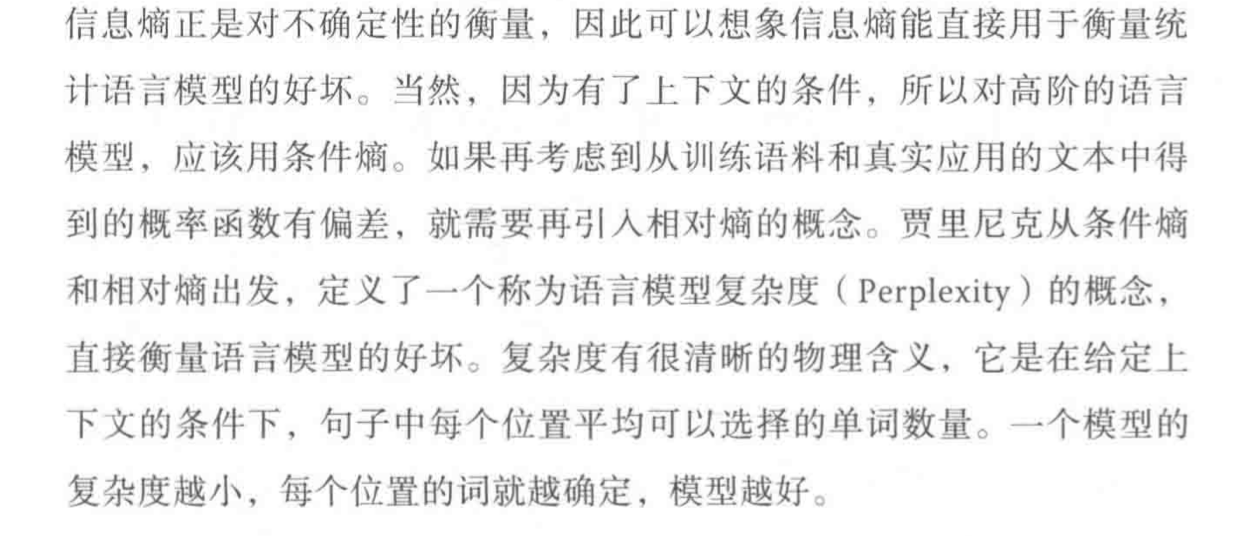 信息熵正是对不确定性的衡量，因此可以想象信息熵能直接用于衡量统
计语言模型的好坏。当然，因为有了上下文的条件，所以对高阶的语言
模型，应该用条件熵。如果再考虑到从训练语料和真实应用的文本中得
到的概率函数有偏差，就需要再引入相对熵的概念。贾里尼克从条件熵
和相对熵出发，定义了一个称为语言模型复杂度（Perplexity）的概念，
直接衡量语言模型的好坏。复杂度有很清晰的物理含义，它是在给定上
下文的条件下，句子中每个位置平均可以选择的单词数量。一个模型的
复杂度越小，每个位置的词就越确定，模型越好。